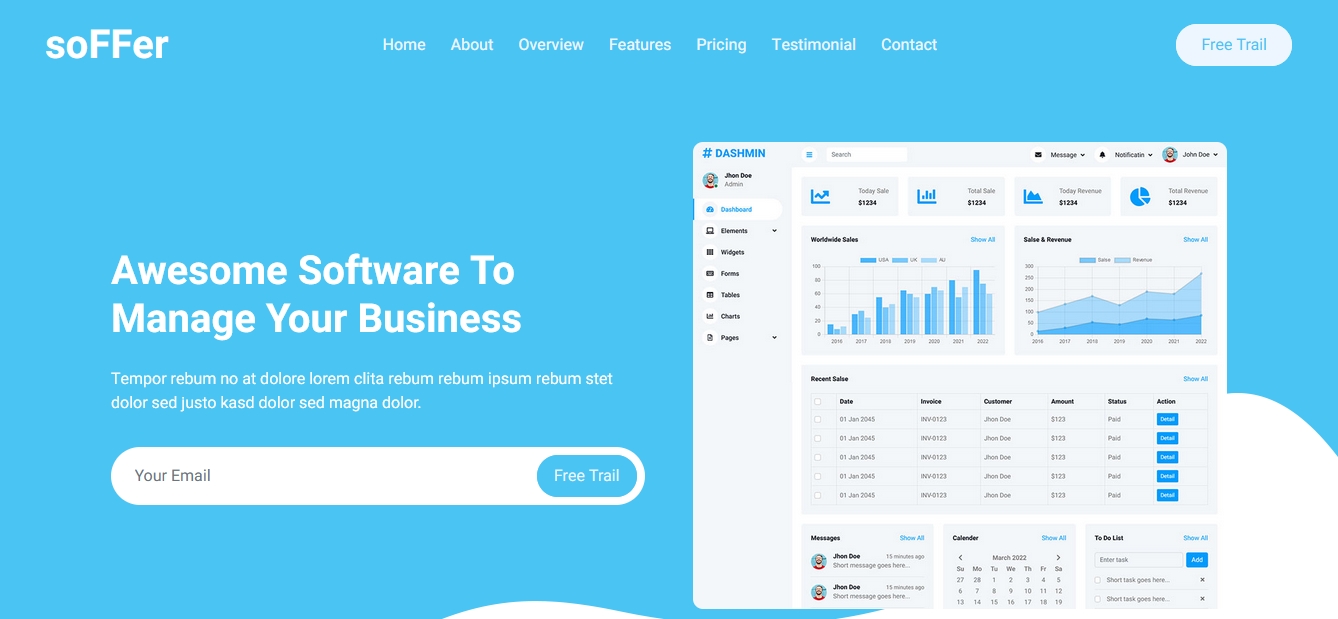 soFFer
Home About Overview Features Pricing Testimonial Contact
Free Trail
Awesome Software To
Manage Your Business
Tempor rebum no at dolore lorem clita rebum rebum ipsum rebum stet
dolor sed justo kasd dolor sed magna dolor.
Your Email
Free Trail
# DASHMIN
Search
Message
Notificatin
John Doe
Jhon Doe
Admin
Dashboard
Elements
Widgets
Forms
Tables
Charts
Pages
Today Sale
$1234
Total Sale
$1234
Today Revenue
$1234
Total Revenue
$1234
Worldwide Sales Show All
USA UK AU
100
80
60
40
20
0
2016 2017 2018 2019 2020 2021 2022
Salse & Revenue Show All
Salse Revenue
300
250
200
150
100
50
0
2016 2017 2018 2019 2020 2021 2022
Recent Salse Show All
Date Invoice Customer Amount Status Action
01 Jan 2045 INV-0123 Jhon Doe $123 Paid Detail
01 Jan 2045 INV-0123 Jhon Doe $123 Paid Detail
01 Jan 2045 INV-0123 Jhon Doe $123 Paid Detail
01 Jan 2045 INV-0123 Jhon Doe $123 Paid Detail
01 Jan 2045 INV-0123 Jhon Doe $123 Paid Detail
Messages Show All
Jhon Doe 15 minutes ago
Short message goes here...
Jhon Doe 15 minutes ago
Short message goes here...
Calender Show All
March 2022
Su Mo Tu We Th Fr Sa
27 28 1 2 3 4 5
6 7 8 9 10 11 12
13 14 15 16 17 18 19
To Do List Show All
Enter task Add
Short task goes here...
Short task goes here...